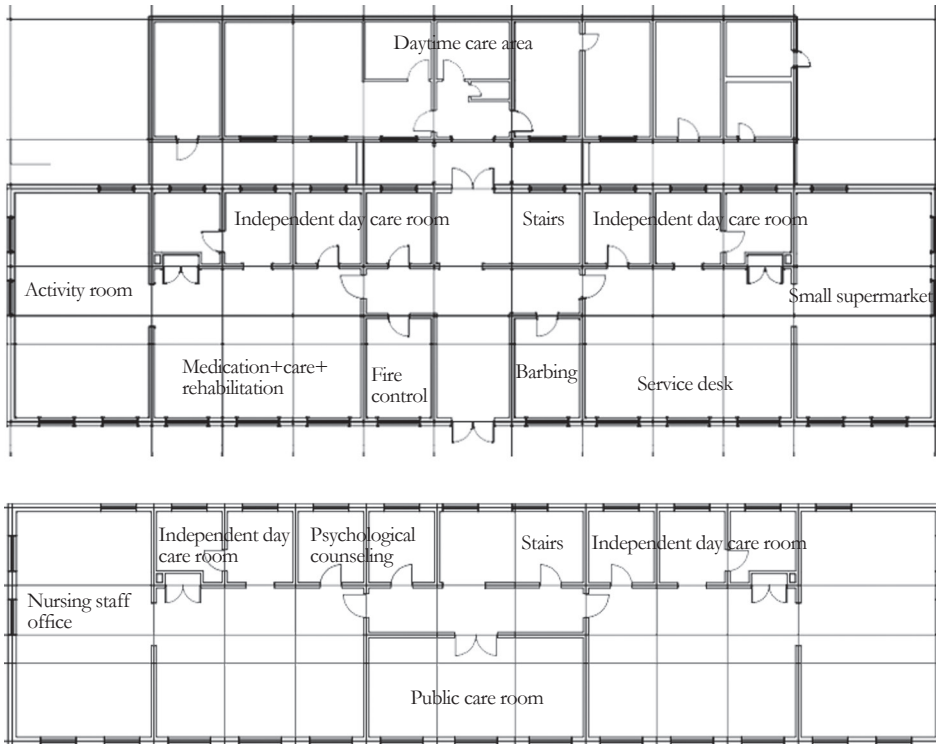 Daytime care area
Independent day care room
Stairs
Independent day care room
Activity room
Small supermarket
Medication+care+
rehabilitation
Fire
control
Barbing
Service desk
Independent day
care room
Psychological
counseling
Stairs
Independent day care room
Nursing staff
office
Public care room